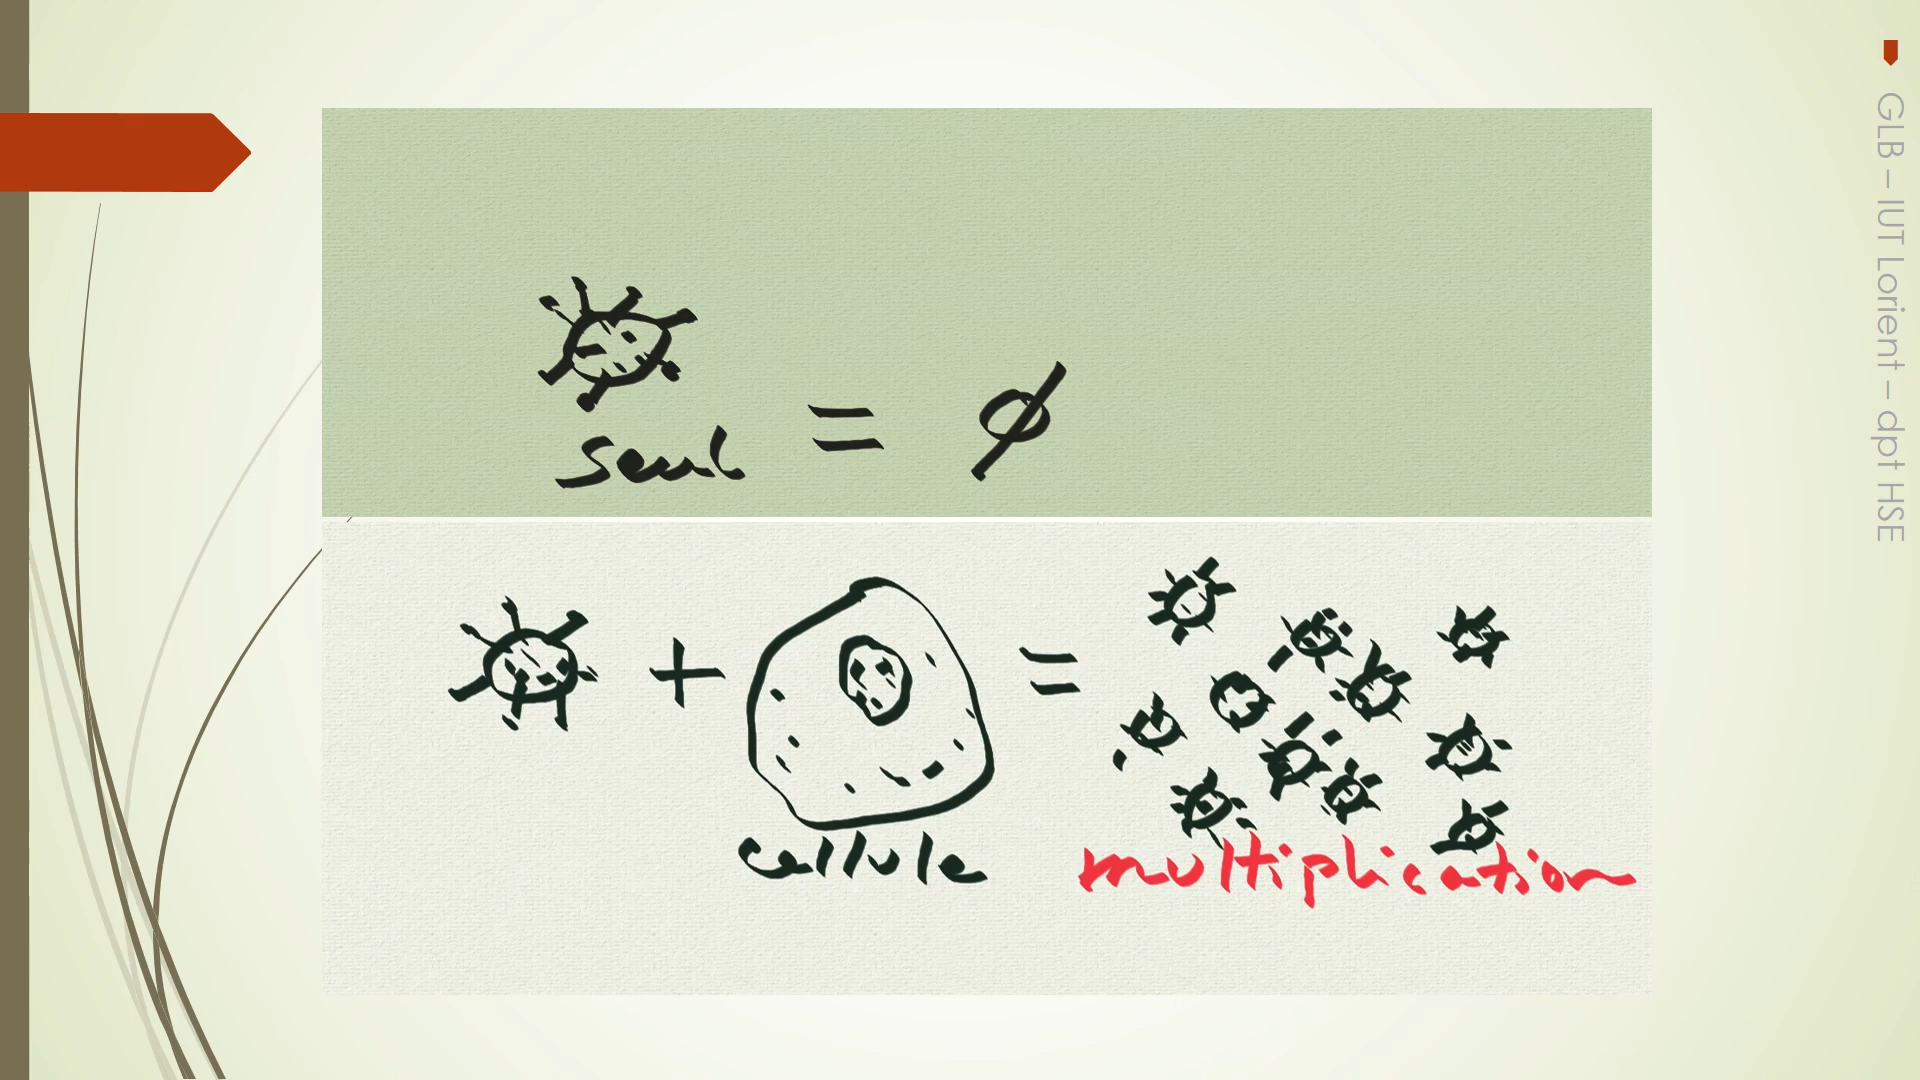 seul = ∅
+ = 
cellule multiplication
GLB – IUT Lorient – dpt HSE